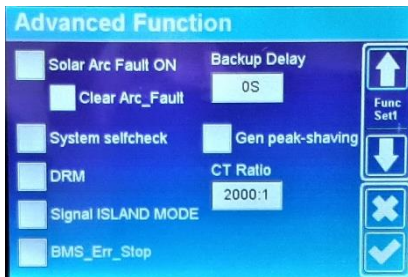 Advanced Function
Solar Arc Fault ON
Backup Delay
0S
Clear Arc_Fault
Func
Set1
System selfcheck
Gen peak-shaving
DRM
CT Ratio
2000:1
Signal ISLAND MODE
BMS_Err_Stop